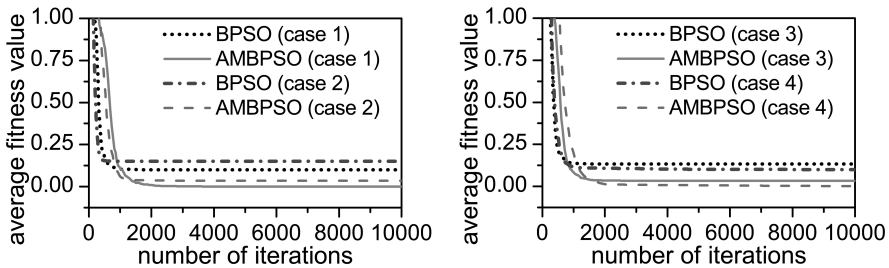 average fitness value
1.00
0.75
0.50
0.25
0.00
BPSO (case 1)
AMBPSO (case 1)
BPSO (case 2)
AMBPSO (case 2)
0 2000 4000 6000 8000 10000
number of iterations
average fitness value
1.00
0.75
0.50
0.25
0.00
BPSO (case 3)
AMBPSO (case 3)
BPSO (case 4)
AMBPSO (case 4)
0 2000 4000 6000 8000 10000
number of iterations